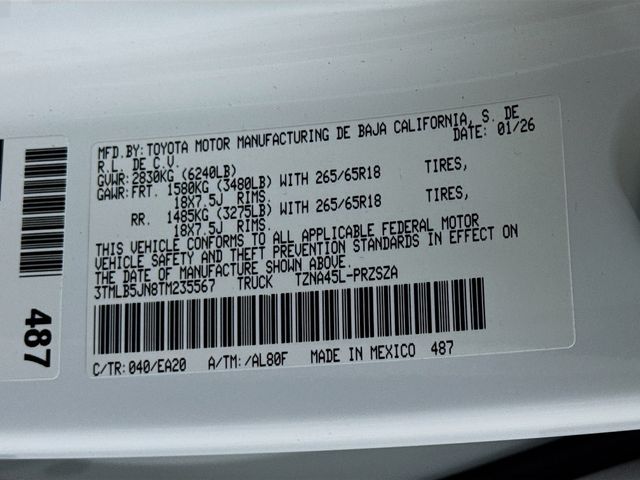 MFD.BY: TOYOTA MOTOR MANUFACTURING DE BAJA CALIFORNIA, S. DE
R.L. DE C.V. DATE: 01/26
GVWR: 2830KG (6240LB)
GAWR: FRT. 1580KG (3480LB) WITH 265/65R18 TIRES,
18X7.5J RIMS.
RR. 1485KG (3275LB) WITH 265/65R18 TIRES,
18X7.5J RIMS.
THIS VEHICLE CONFORMS TO ALL APPLICABLE FEDERAL MOTOR
VEHICLE SAFETY AND THEFT PREVENTION STANDARDS IN EFFECT ON
THE DATE OF MANUFACTURE SHOWN ABOVE.
3TMLB5JN8TM235567 TRUCK TZNA45L-PRZSZA
C/TR: 040/EA20 A/TM: /AL80F MADE IN MEXICO 487
487